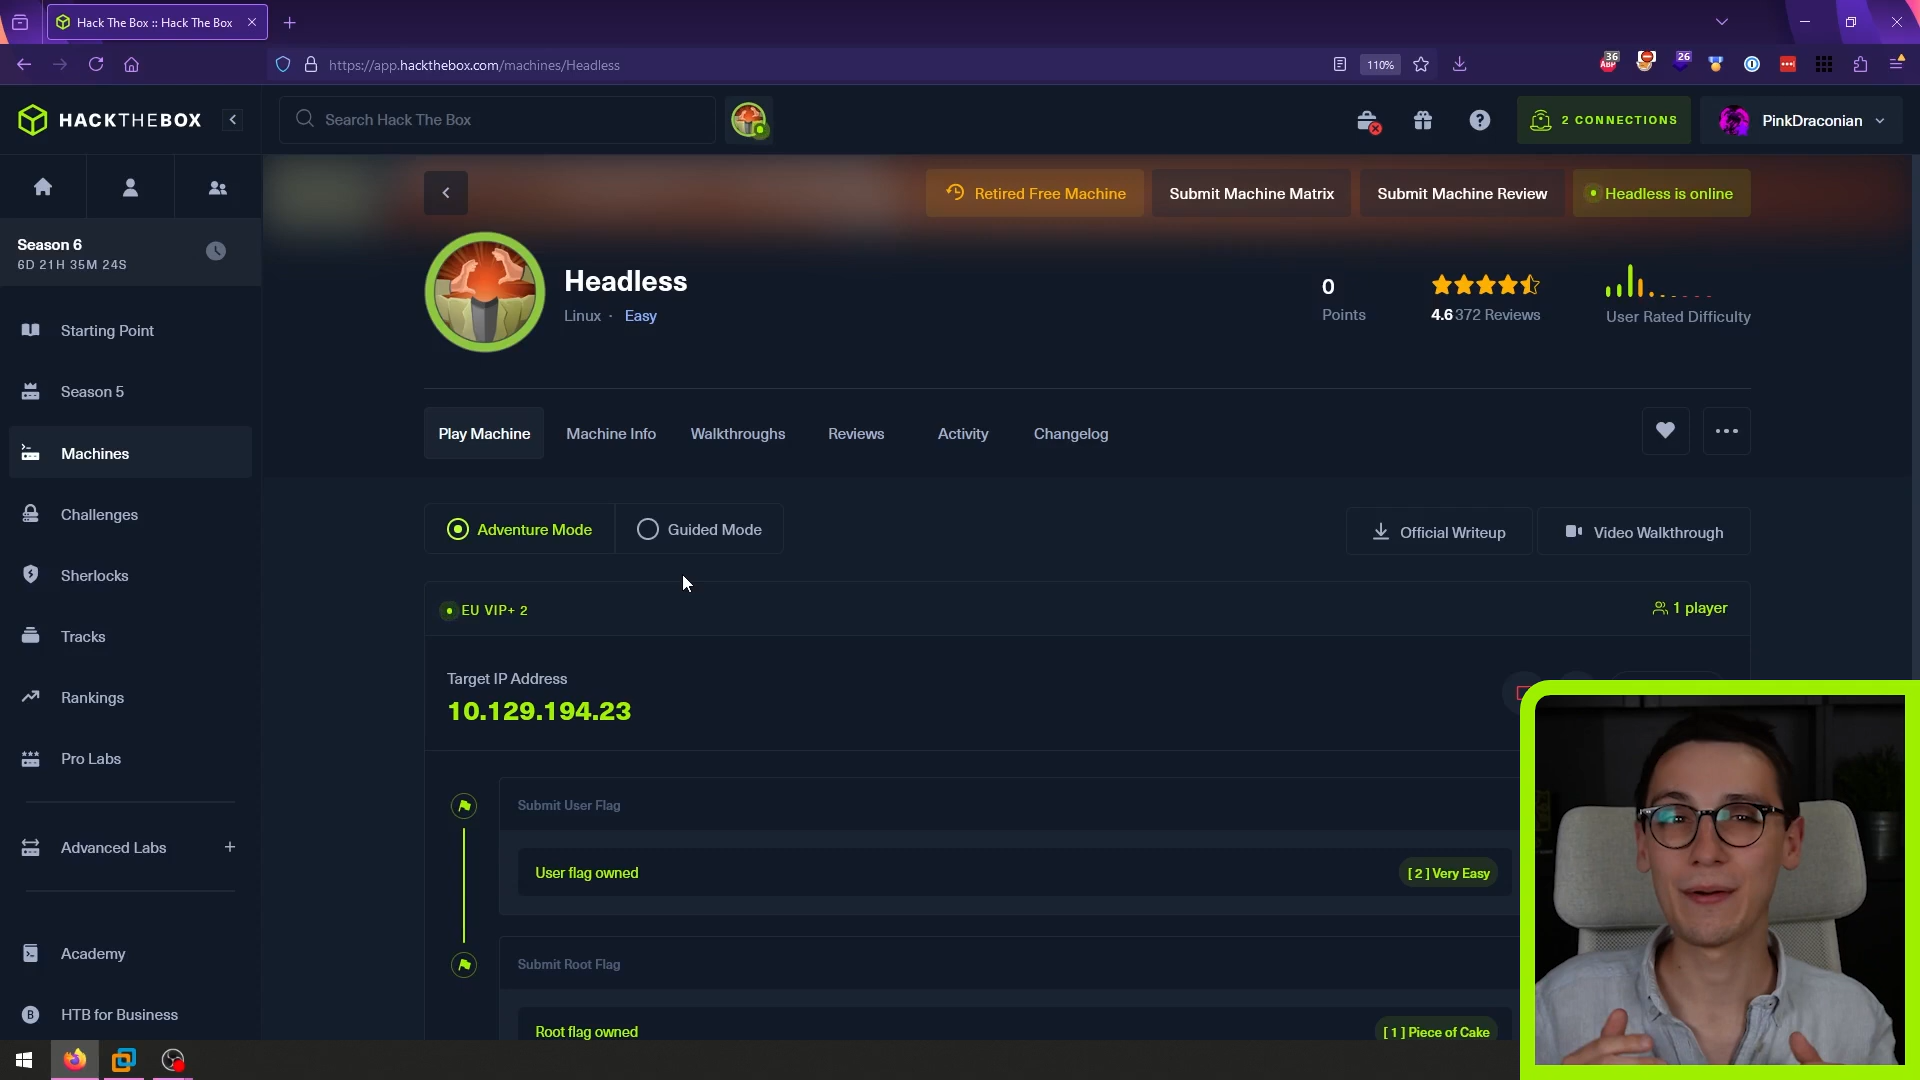 Hack The Box :: Hack The Box
https://app.hackthebox.com/machines/Headless
110%
36
ABP
26
HACKTHEBOX
Search Hack The Box
2 CONNECTIONS
PinkDraconian
Retired Free Machine
Submit Machine Matrix
Submit Machine Review
Headless is online
Season 6
6D 21H 35M 24S
Headless
Linux · Easy
0
Points
4.6 372 Reviews
User Rated Difficulty
Starting Point
Season 5
Machines
Challenges
Sherlocks
Tracks
Rankings
Pro Labs
Advanced Labs
Academy
B
HTB for Business
Play Machine
Machine Info
Walkthroughs
Reviews
Activity
Changelog
Adventure Mode
Guided Mode
Official Writeup
Video Walkthrough
EU VIP+ 2
1 player
Target IP Address
10.129.194.23
Submit User Flag
User flag owned
[ 2 ] Very Easy
Submit Root Flag
Root flag owned
[ 1 ] Piece of Cake